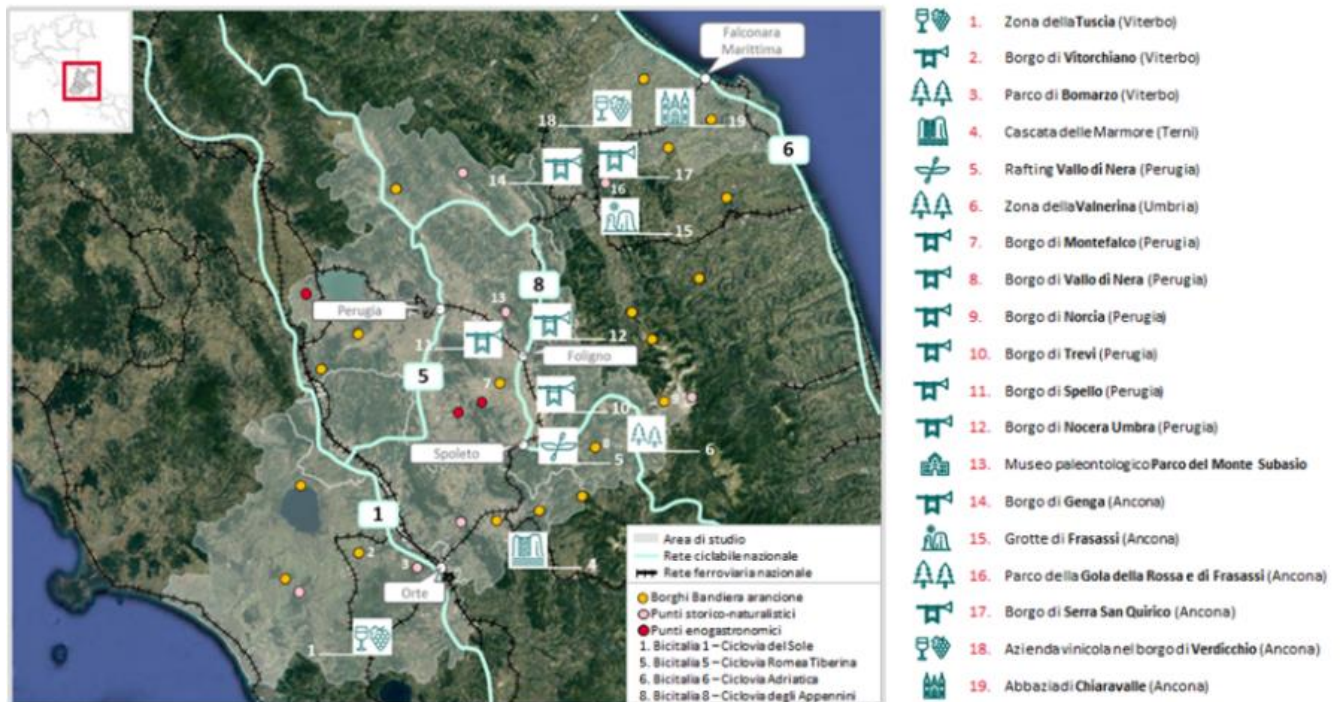 Falconara
Marittima
18
19
6
14
17
16
15
8
13
Perugia
11
12
Foligno
5
7
10
9
Spoleto
8
5
6
1
2
3
4
Orte
1
Area di studio
Rete ciclabile nazionale
Rete ferroviaria nazionale
Borghi Bandiera arancione
Punti storico-naturalistici
Punti enogastronomici
1. Bicitalia 1 – Ciclovia del Sole
5. Bicitalia 5 – Ciclovia Romea Tiberina
6. Bicitalia 6 – Ciclovia Adriatica
8. Bicitalia 8 – Ciclovia degli Appennini
1. Zona della Tuscia (Viterbo)
2. Borgo di Vitorchiano (Viterbo)
3. Parco di Bomarzo (Viterbo)
4. Cascata delle Marmore (Terni)
5. Rafting Vallo di Nera (Perugia)
6. Zona della Valnerina (Umbria)
7. Borgo di Montefalco (Perugia)
8. Borgo di Vallo di Nera (Perugia)
9. Borgo di Norcia (Perugia)
10. Borgo di Trevi (Perugia)
11. Borgo di Spello (Perugia)
12. Borgo di Nocera Umbra (Perugia)
13. Museo paleontologico Parco del Monte Subasio
14. Borgo di Genga (Ancona)
15. Grotte di Frasassi (Ancona)
16. Parco della Gola della Rossa e di Frasassi (Ancona)
17. Borgo di Serra San Quirico (Ancona)
18. Azienda vinicola nel borgo di Verdicchio (Ancona)
19. Abbazia di Chiaravalle (Ancona)